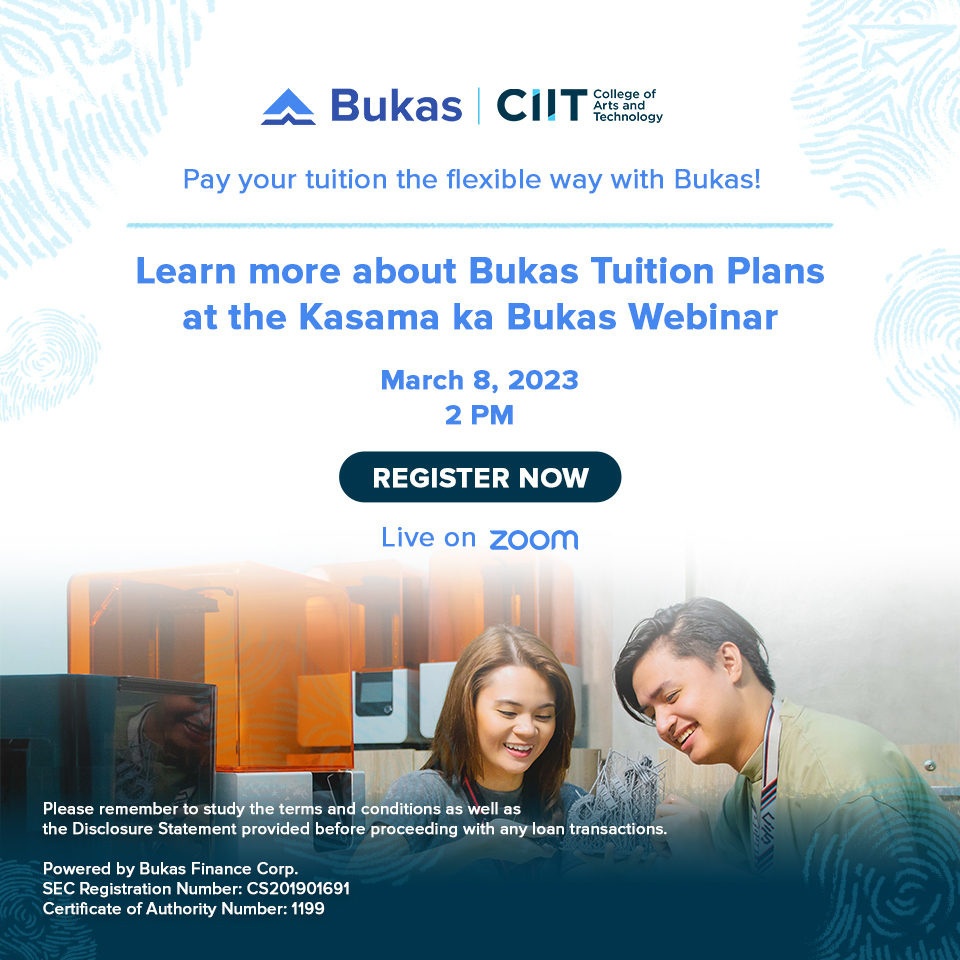 Bukas
CIIT
College of
Arts and
Technology
Pay your tuition the flexible way with Bukas!
Learn more about Bukas Tuition Plans
at the Kasama ka Bukas Webinar
March 8, 2023
2 PM
REGISTER NOW
Live on zoom
Please remember to study the terms and conditions as well as
the Disclosure Statement provided before proceeding with any loan transactions.
Powered by Bukas Finance Corp.
SEC Registration Number: CS201901691
Certificate of Authority Number: 1199